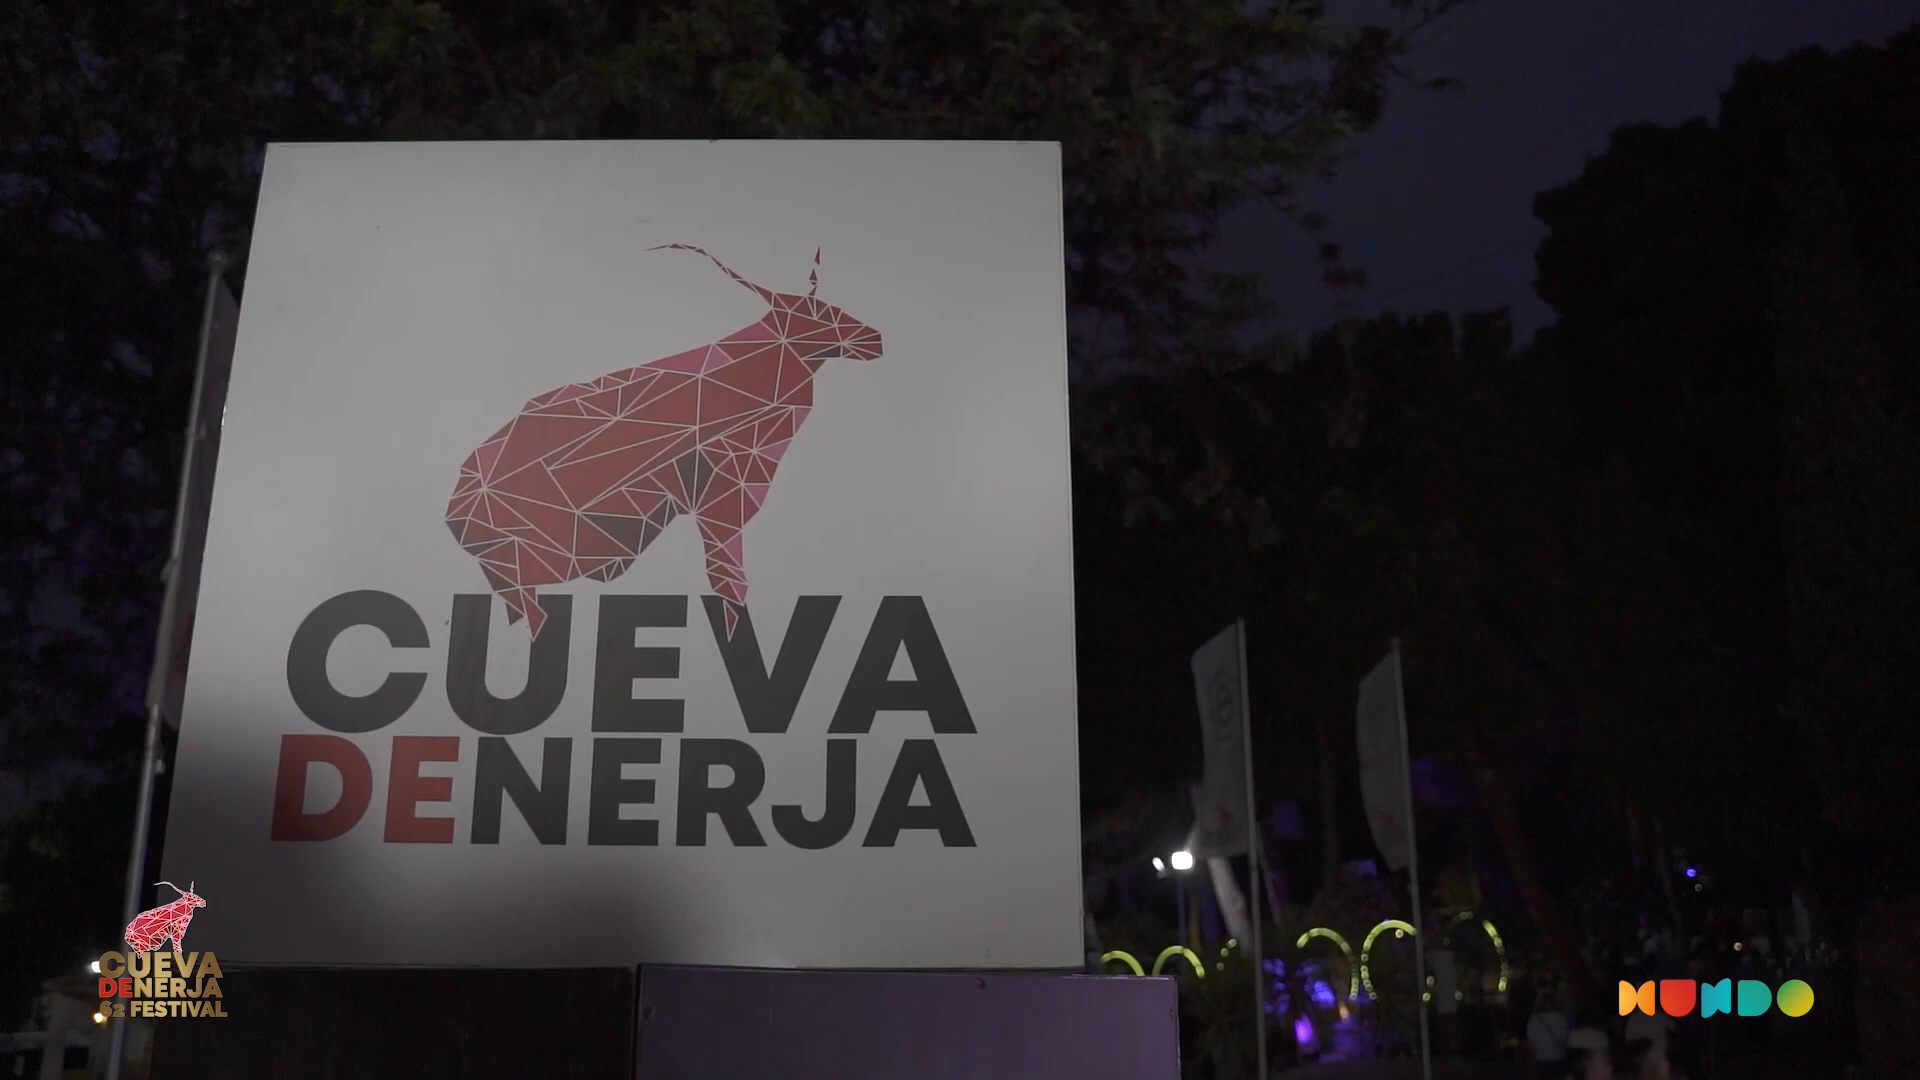 CUEVA
DENERJA
CUEVA
DENERJA
62 FESTIVAL
MUNDO